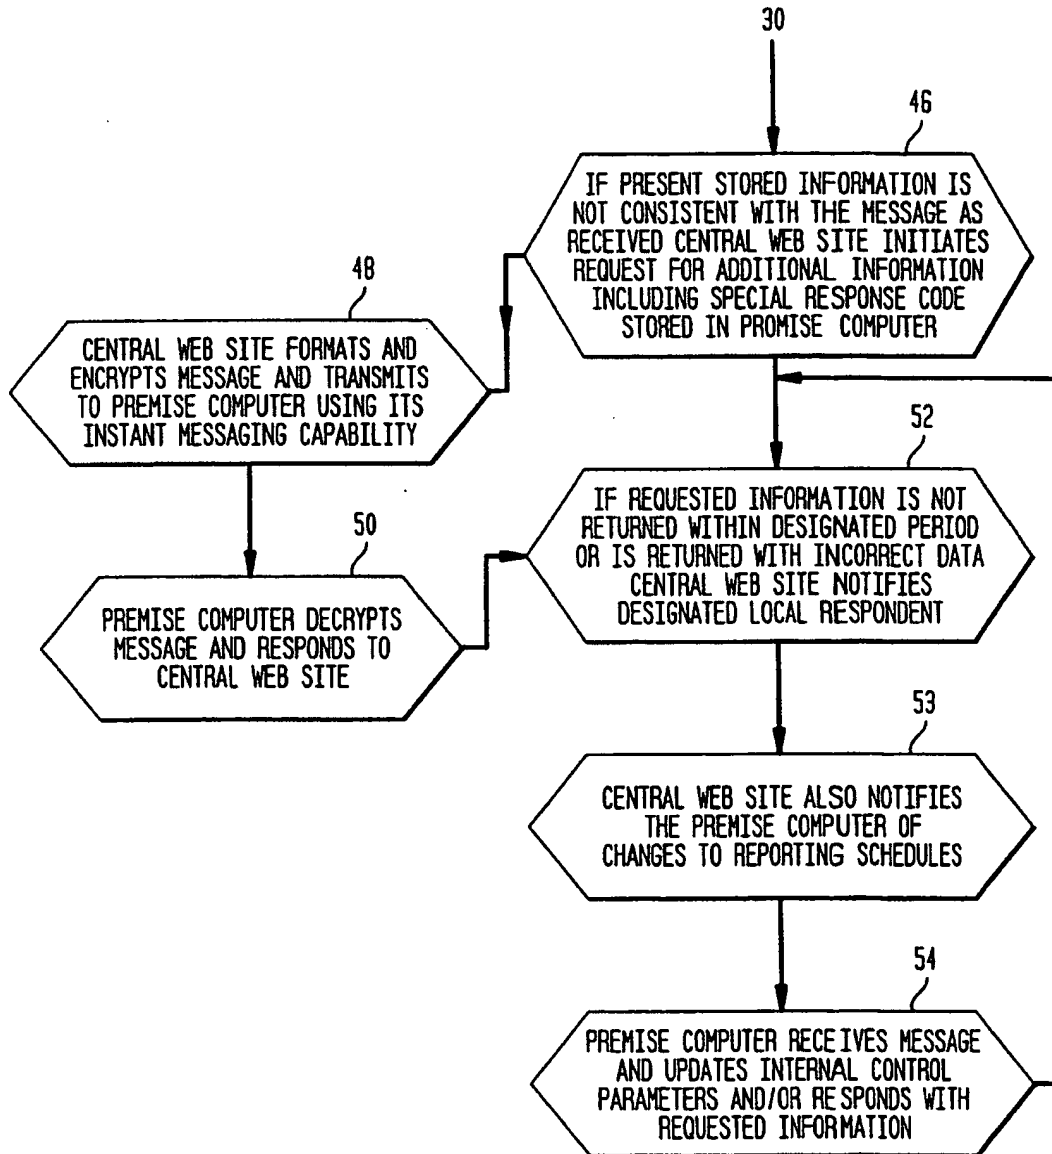 30
46
IF PRESENT STORED INFORMATION IS
NOT CONSISTENT WITH THE MESSAGE AS
RECEIVED CENTRAL WEB SITE INITIATES
REQUEST FOR ADDITIONAL INFORMATION
INCLUDING SPECIAL RESPONSE CODE
STORED IN PROMISE COMPUTER
48
CENTRAL WEB SITE FORMATS AND
ENCRYPTS MESSAGE AND TRANSMITS
TO PREMISE COMPUTER USING ITS
INSTANT MESSAGING CAPABILITY
50
PREMISE COMPUTER DECRYPTS
MESSAGE AND RESPONDS TO
CENTRAL WEB SITE
52
IF REQUESTED INFORMATION IS NOT
RETURNED WITHIN DESIGNATED PERIOD
OR IS RETURNED WITH INCORRECT DATA
CENTRAL WEB SITE NOTIFIES
DESIGNATED LOCAL RESPONDENT
53
CENTRAL WEB SITE ALSO NOTIFIES
THE PREMISE COMPUTER OF
CHANGES TO REPORTING SCHEDULES
54
PREMISE COMPUTER RECEIVES MESSAGE
AND UPDATES INTERNAL CONTROL
PARAMETERS AND/OR RESPONDS WITH
REQUESTED INFORMATION